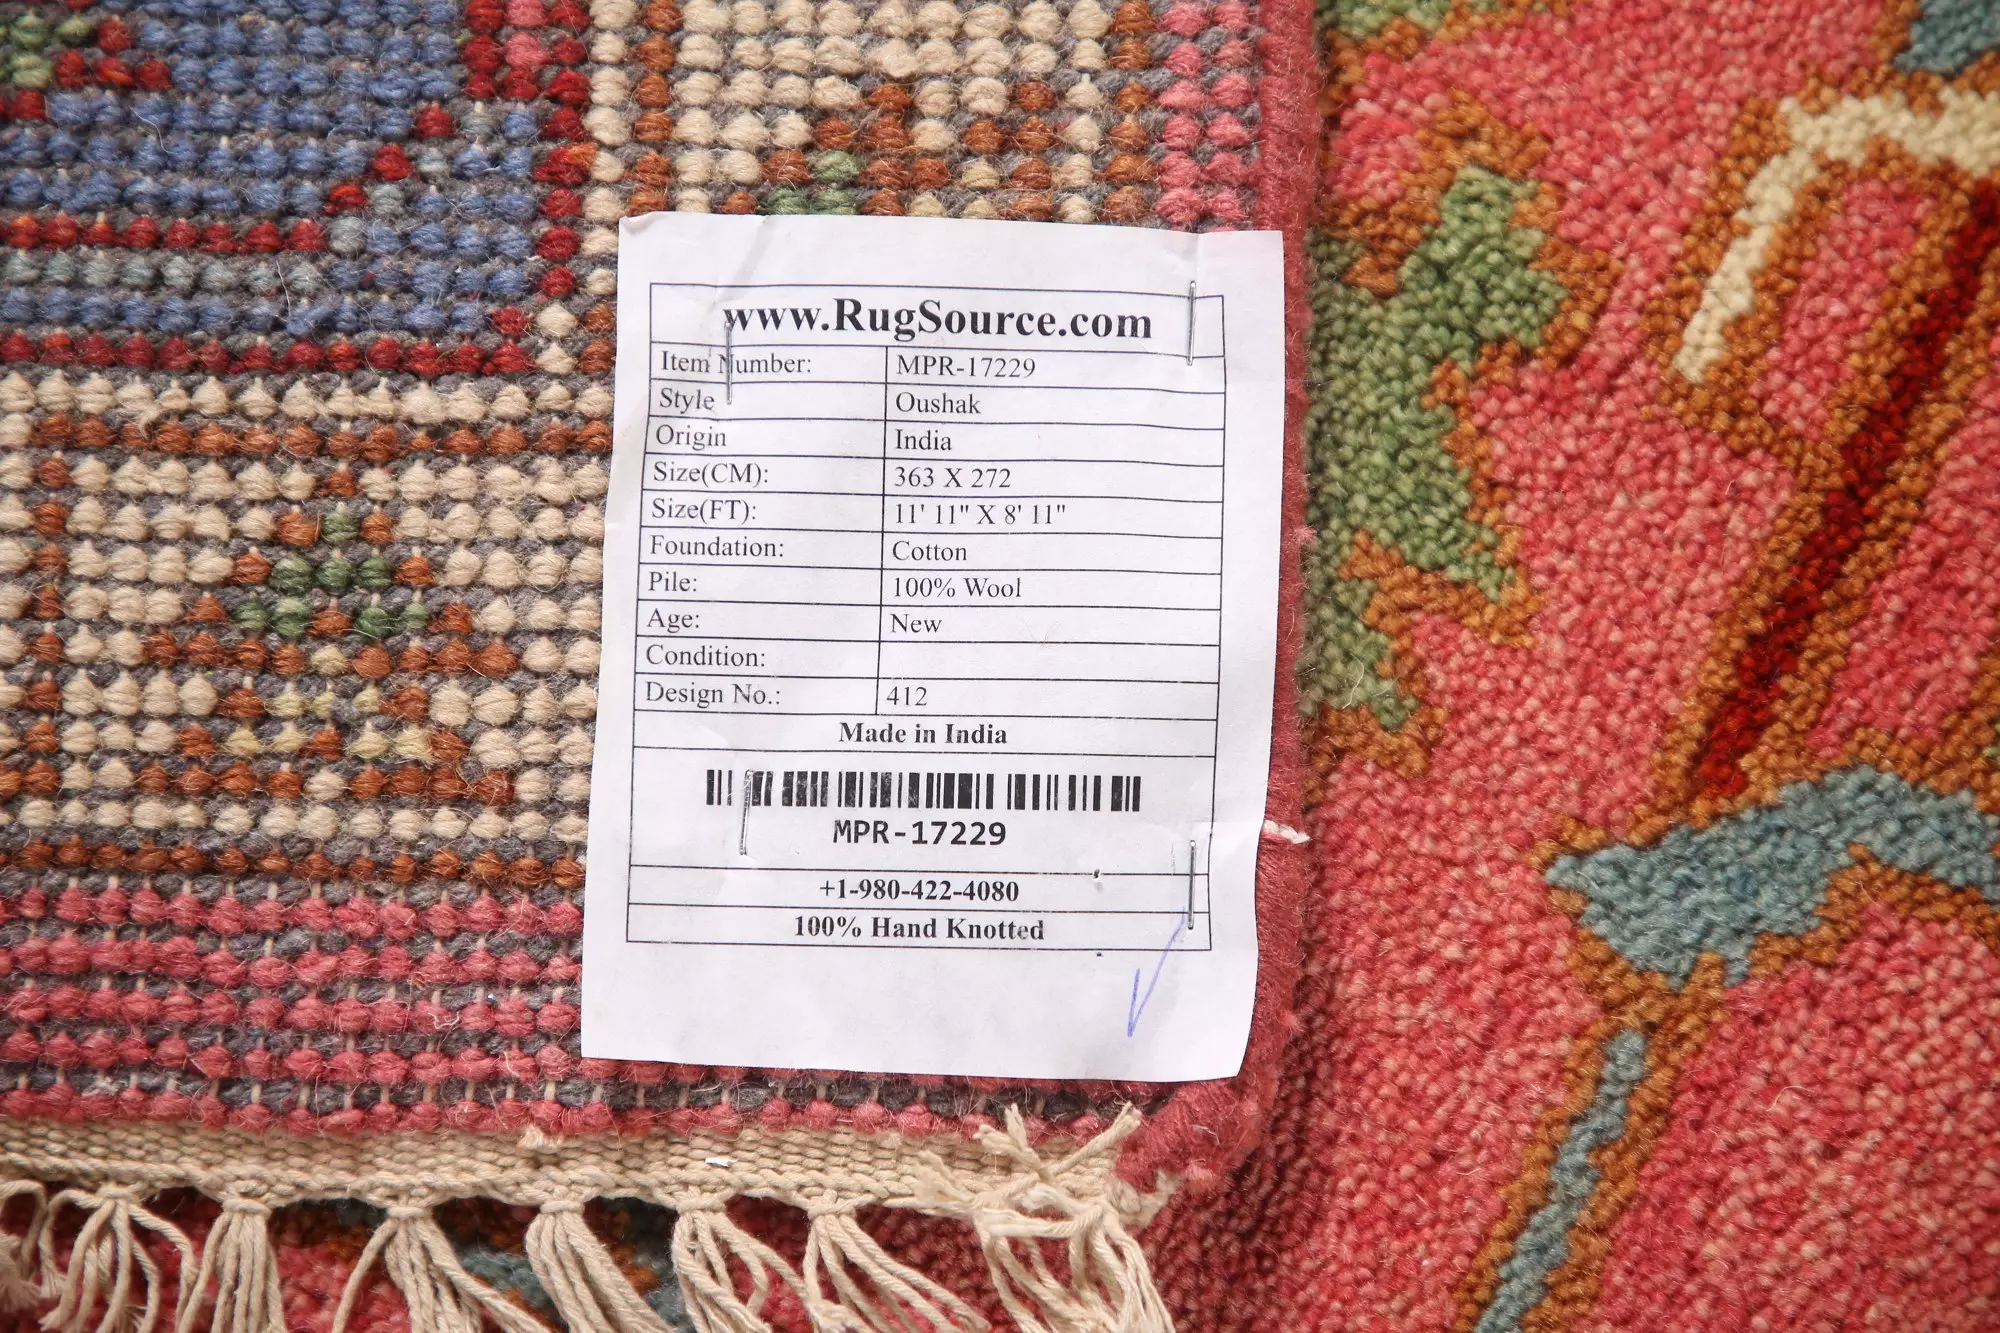 www.RugSource.com
Item Number: MPR-17229
Style Oushak
Origin India
Size(CM): 363 X 272
Size(FT): 11' 11" X 8' 11"
Foundation: Cotton
Pile: 100% Wool
Age: New
Condition:
Design No.: 412
Made in India
MPR-17229
+1-980-422-4080
100% Hand Knotted